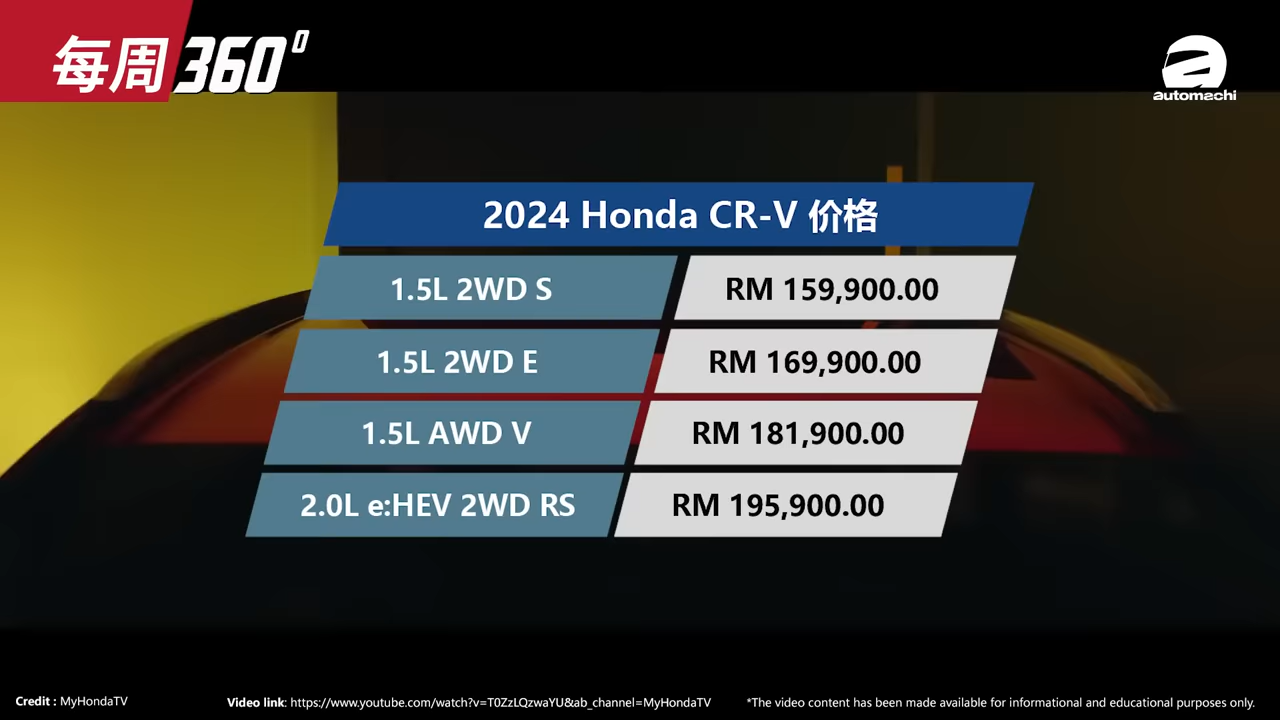 每周360°
automachi
2024 Honda CR-V 价格
1.5L 2WD S RM 159,900.00
1.5L 2WD E RM 169,900.00
1.5L AWD V RM 181,900.00
2.0L e:HEV 2WD RS RM 195,900.00
Credit : MyHondaTV Video link: https://www.youtube.com/watch?v=T0ZzLQzwaYU&ab_channel=MyHondaTV *The video content has been made available for informational and educational purposes only.